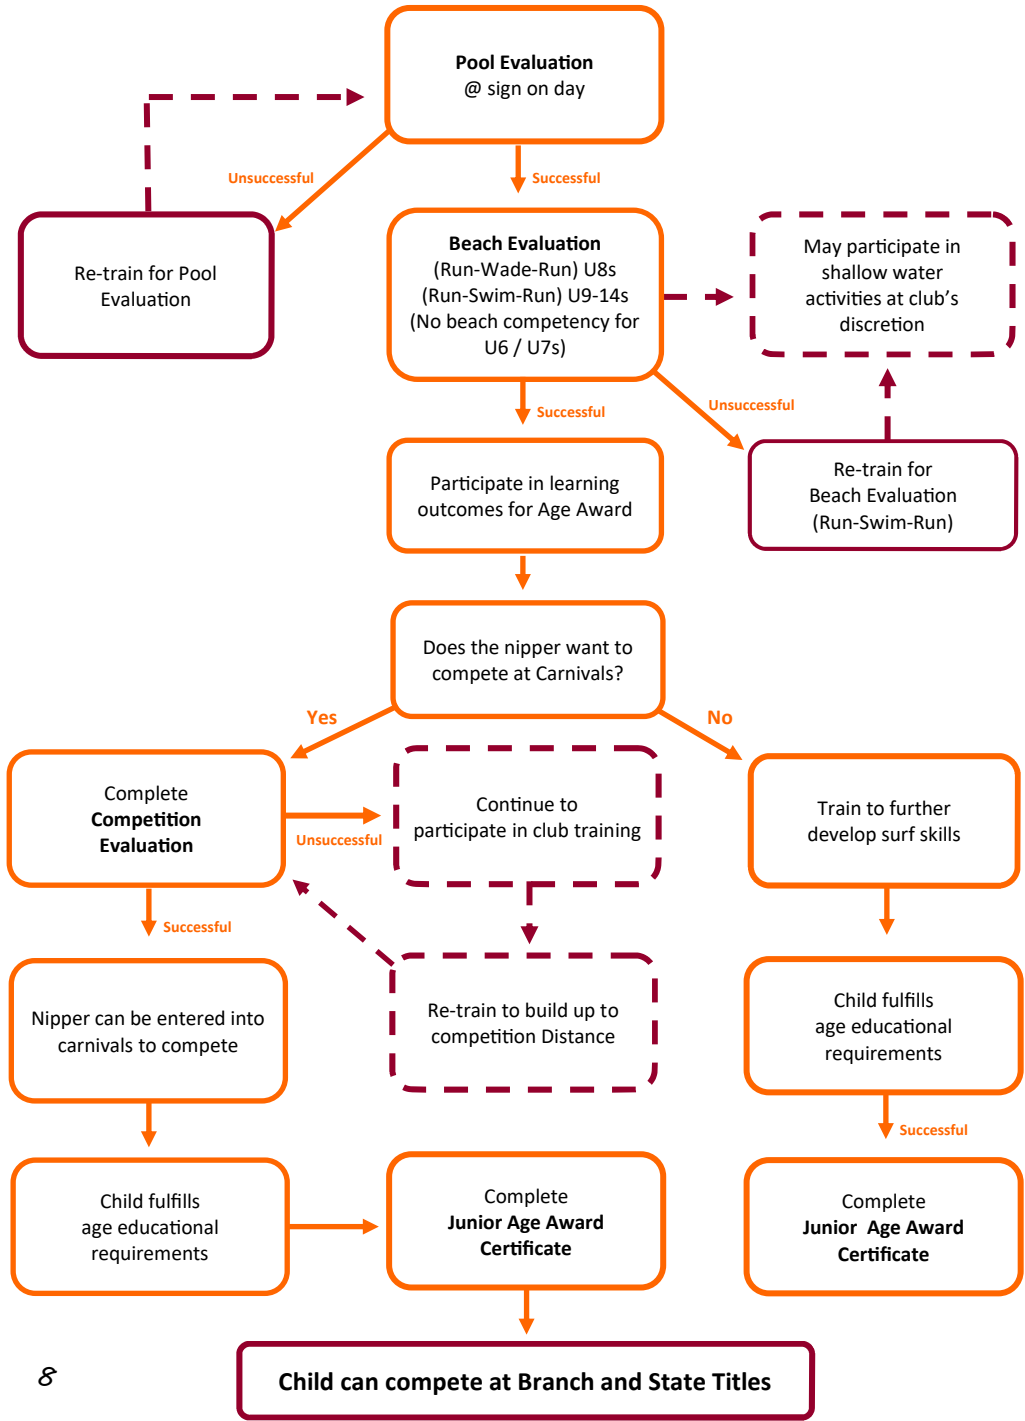 Pool Evaluation
@ sign on day
Unsuccessful
Successful
Re-train for Pool
Evaluation
Beach Evaluation
(Run-Wade-Run) U8s
(Run-Swim-Run) U9-14s
(No beach competency for
U6 / U7s)
May participate in
shallow water
activities at club's
discretion
Successful
Unsuccessful
Participate in learning
outcomes for Age Award
Re-train for
Beach Evaluation
(Run-Swim-Run)
Does the nipper want to
compete at Carnivals?
Yes
No
Complete
Competition
Evaluation
Unsuccessful
Continue to
participate in club training
Train to further
develop surf skills
Successful
Nipper can be entered into
carnivals to compete
Re-train to build up to
competition Distance
Child fulfills
age educational
requirements
Successful
Child fulfills
age educational
requirements
Complete
Junior Age Award
Certificate
Complete
Junior  Age Award
Certificate
Child can compete at Branch and State Titles
8